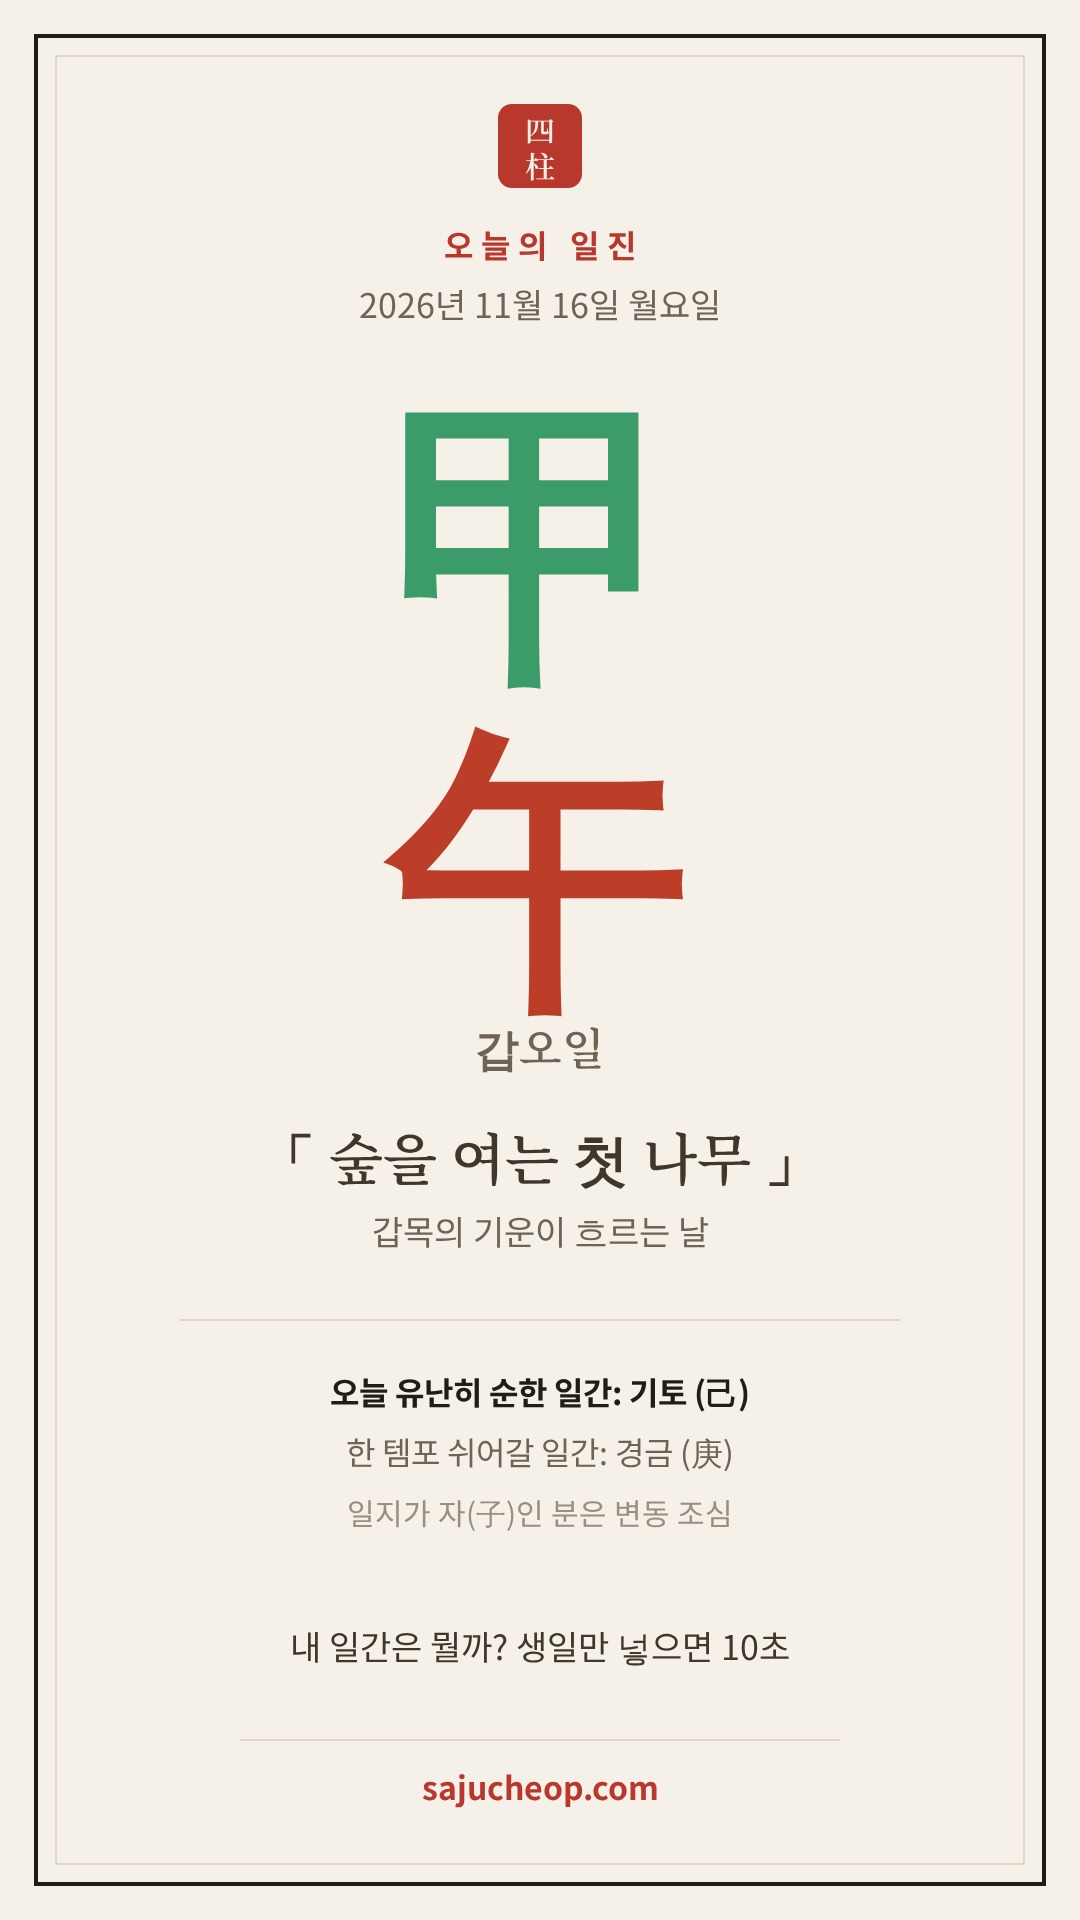 四
柱
오늘의 일진
2026년 11월 16일 월요일
甲
午
갑오일
「 숲을 여는 첫 나무 」
갑목의 기운이 흐르는 날
오늘 유난히 순한 일간: 기토 (己)
한 템포 쉬어갈 일간: 경금 (庚)
일지가 자(子)인 분은 변동 조심
내 일간은 뭘까? 생일만 넣으면 10초
sajucheop.com